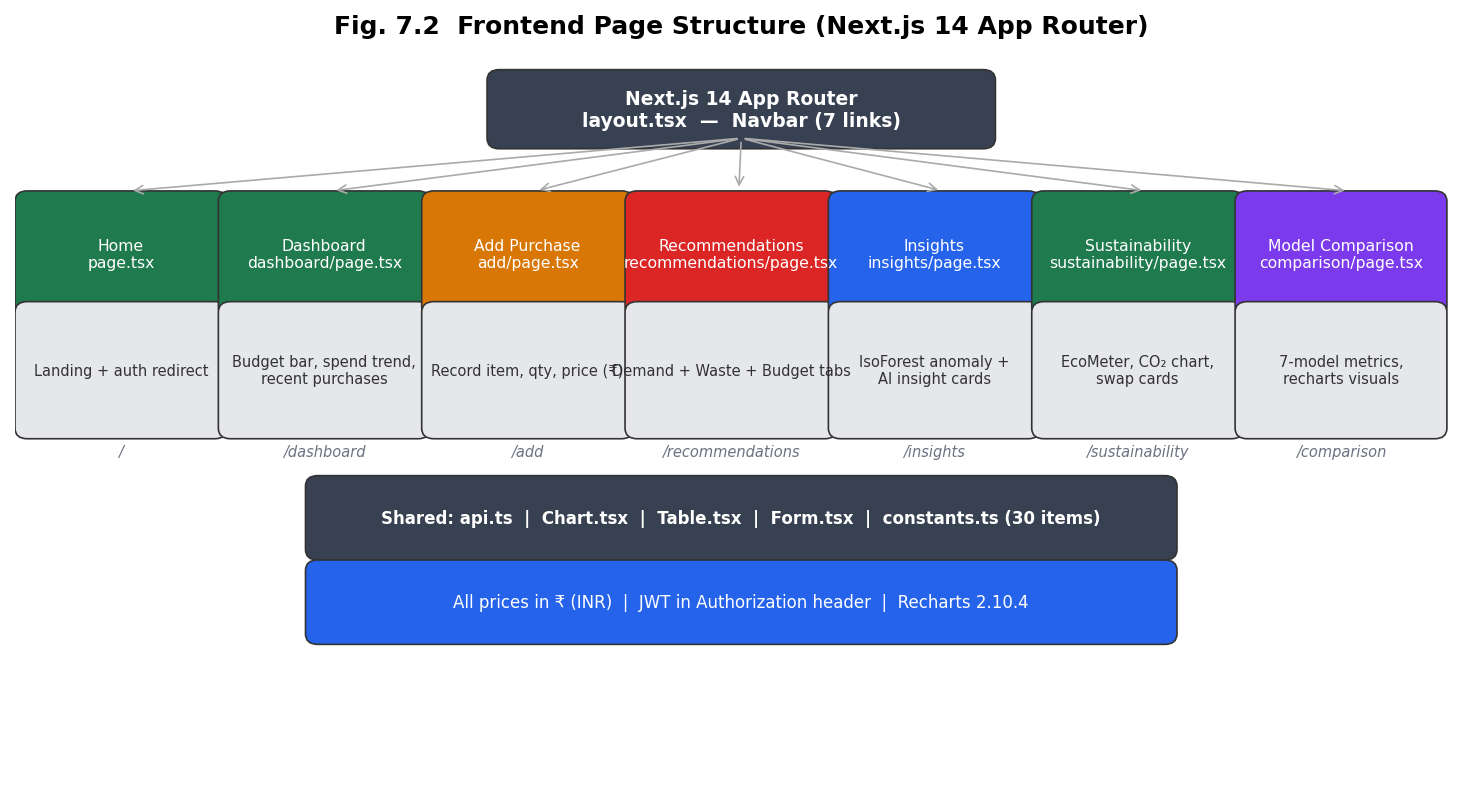 Fig. 7.2  Frontend Page Structure (Next.js 14 App Router)
Next.js 14 App Router
layout.tsx  —  Navbar (7 links)
Home
page.tsx
Dashboard
dashboard/page.tsx
Add Purchase
add/page.tsx
Recommendations
recommendations/page.tsx
Insights
insights/page.tsx
Sustainability
sustainability/page.tsx
Model Comparison
comparison/page.tsx
Landing + auth redirect
Budget bar, spend trend,
recent purchases
Record item, qty, price (₹)
Demand + Waste + Budget tabs
IsoForest anomaly +
AI insight cards
EcoMeter, CO₂ chart,
swap cards
7-model metrics,
recharts visuals
/
/dashboard
/add
/recommendations
/insights
/sustainability
/comparison
Shared: api.ts  |  Chart.tsx  |  Table.tsx  |  Form.tsx  |  constants.ts (30 items)
All prices in ₹ (INR)  |  JWT in Authorization header  |  Recharts 2.10.4